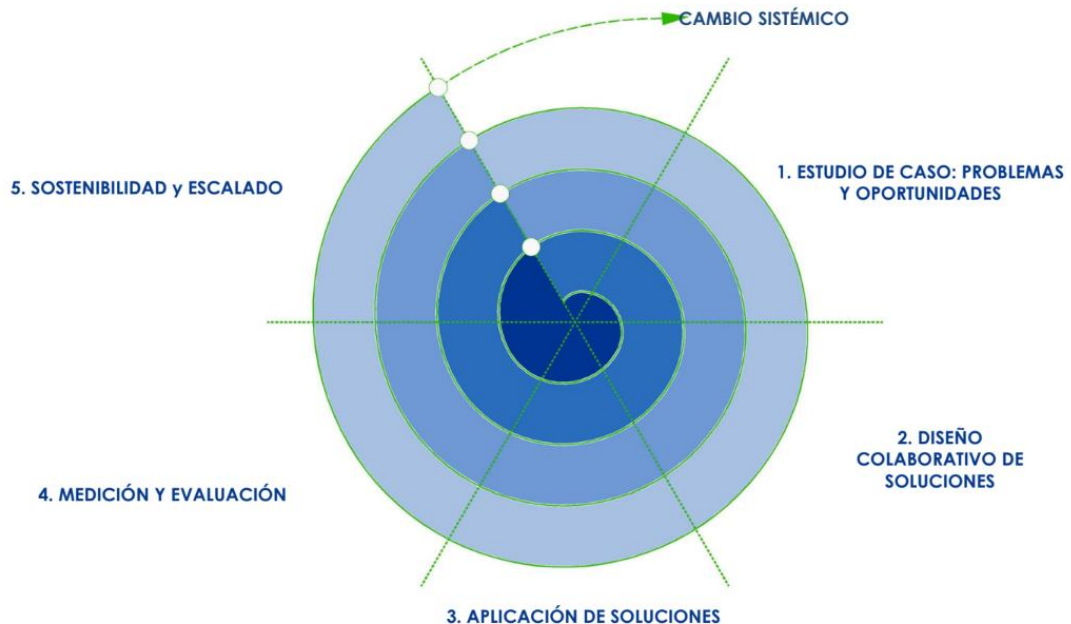 CAMBIO SISTÉMICO
1. ESTUDIO DE CASO: PROBLEMAS
Y OPORTUNIDADES
2. DISEÑO
COLABORATIVO DE
SOLUCIONES
3. APLICACIÓN DE SOLUCIONES
4. MEDICIÓN Y EVALUACIÓN
5. SOSTENIBILIDAD y ESCALADO